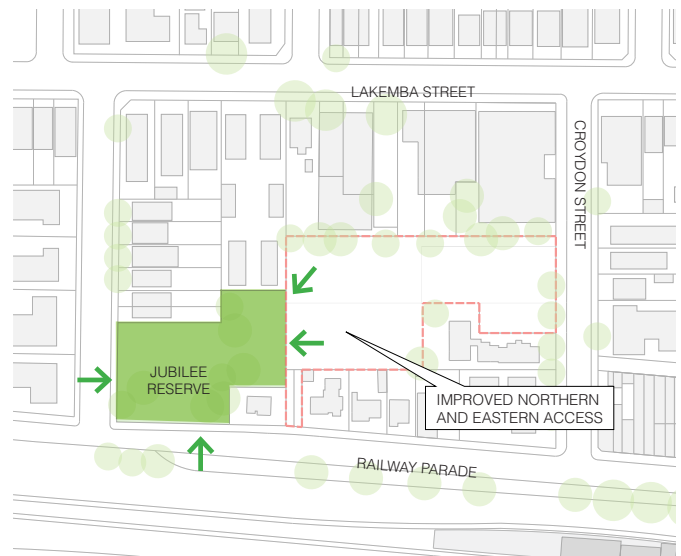 LAKEMBA STREET
CROYDON STREET
JUBILEE
RESERVE
IMPROVED NORTHERN
AND EASTERN ACCESS
RAILWAY PARADE